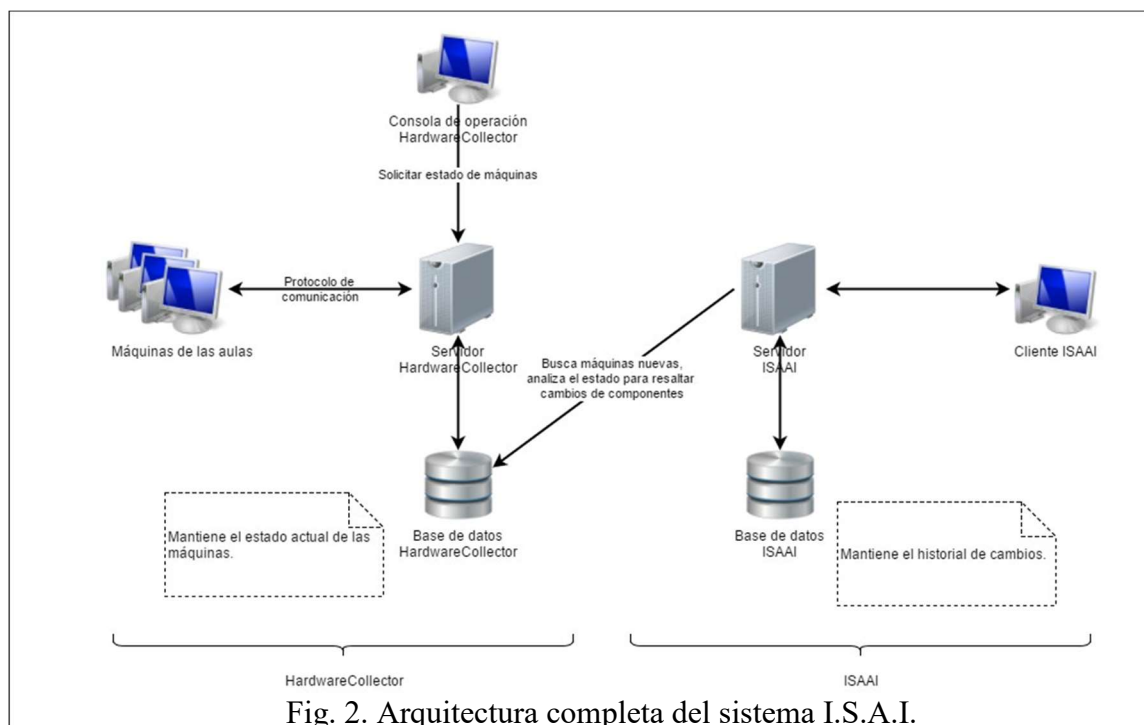 Consola de operación
HardwareCollector
Solicitar estado de máquinas
Protocolo de
comunicación
Máquinas de las aulas
Servidor
HardwareCollector
Busca máquinas nuevas,
analiza el estado para resaltar
cambios de componentes
Servidor
ISAAI
Cliente ISAAI
Mantiene el estado actual de las
máquinas.
Base de datos
HardwareCollector
Base de datos
ISAAI
Mantiene el historial de cambios.
HardwareCollector
ISAAI
Fig. 2. Arquitectura completa del sistema I.S.A.I.